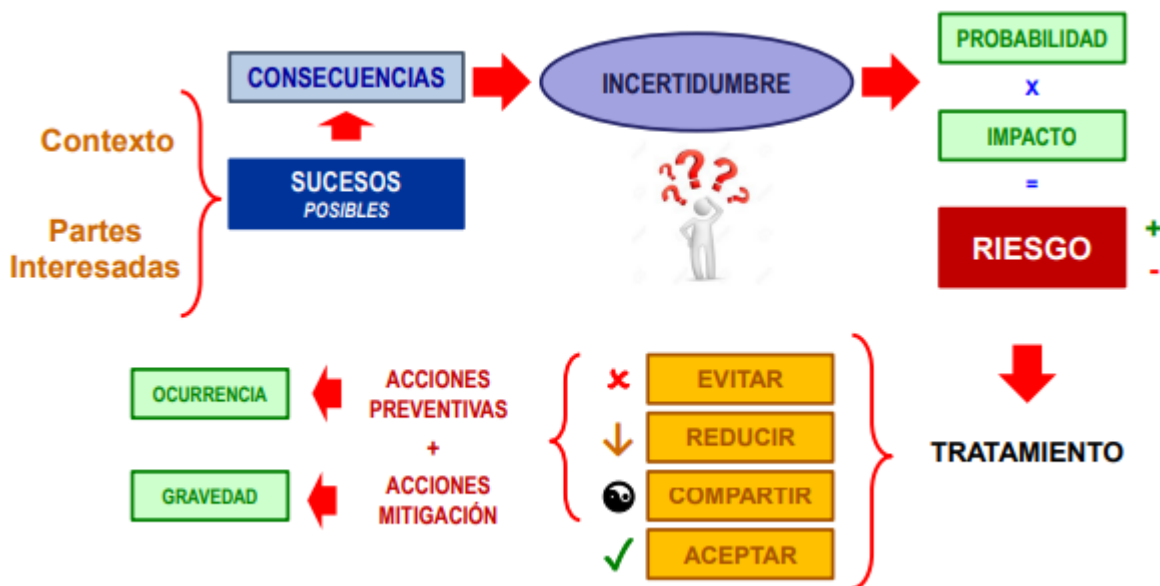 Contexto
Partes
Interesadas
CONSECUENCIAS
SUCESOS
POSIBLES
INCERTIDUMBRE
? ? ? ? ?
PROBABILIDAD
x
IMPACTO
=
RIESGO
+
-
TRATAMIENTO
EVITAR
REDUCIR
COMPARTIR
ACEPTAR
ACCIONES
PREVENTIVAS
+
ACCIONES
MITIGACIÓN
OCURRENCIA
GRAVEDAD